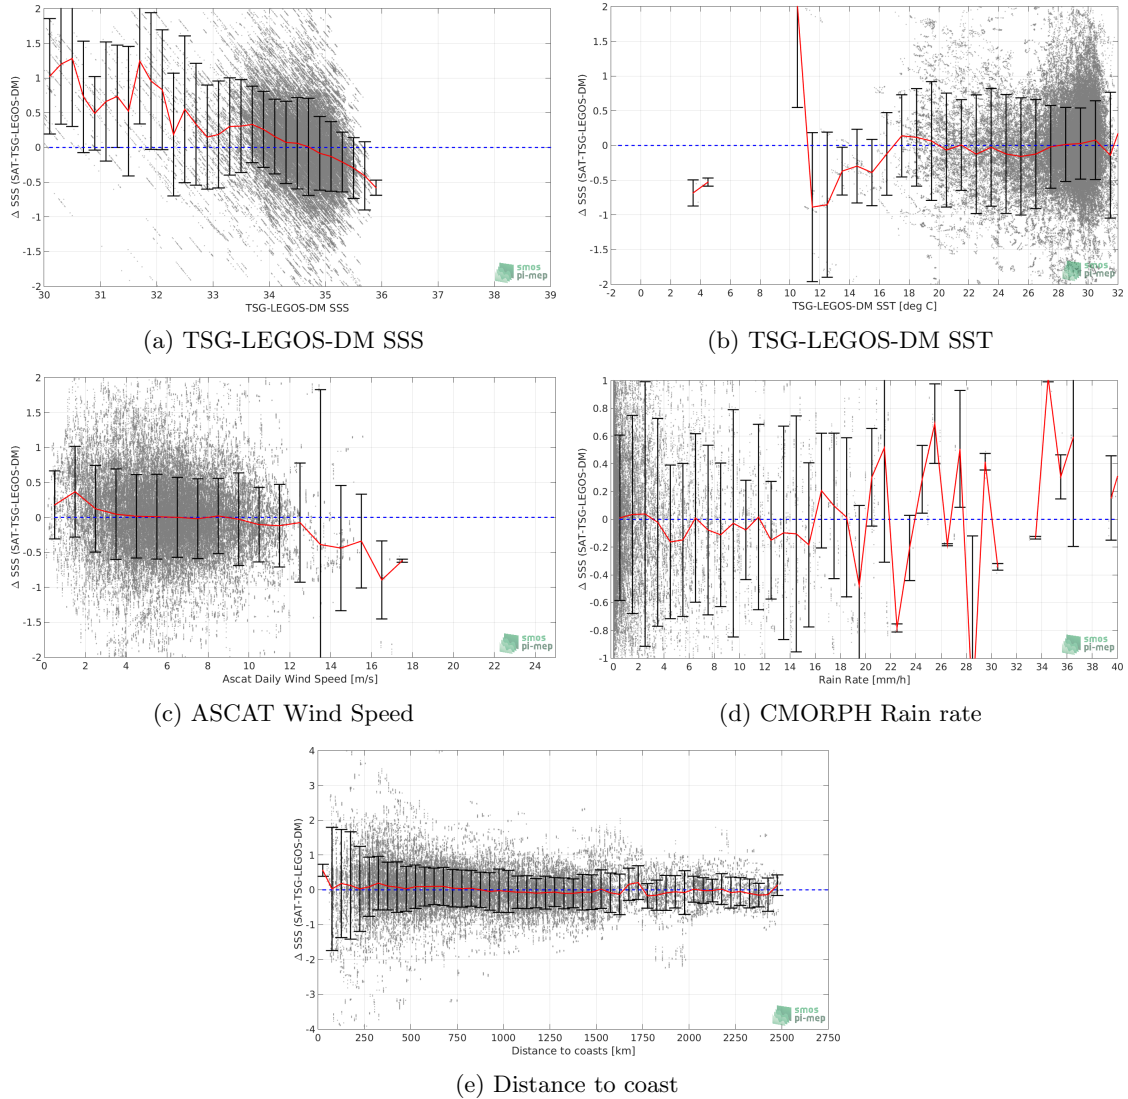 2
1.5
1
0.5
0
-0.5
-1
-1.5
-2
Δ SSS (SAT-TSG-LEGOS-DM)
30 31 32 33 34 35 36 37 38 39
TSG-LEGOS-DM SSS
smos
pi-mep
(a) TSG-LEGOS-DM SSS
2
1.5
1
0.5
0
-0.5
-1
-1.5
-2
Δ SSS (SAT-TSG-LEGOS-DM)
-2 0 2 4 6 8 10 12 14 16 18 20 22 24 26 28 30 32
TSG-LEGOS-DM SST [deg C]
smos
pi-mep
(b) TSG-LEGOS-DM SST
2
1.5
1
0.5
0
-0.5
-1
-1.5
-2
Δ SSS (SAT-TSG-LEGOS-DM)
0 2 4 6 8 10 12 14 16 18 20 22 24
Ascat Daily Wind Speed [m/s]
smos
pi-mep
(c) ASCAT Wind Speed
1
0.8
0.6
0.4
0.2
0
-0.2
-0.4
-0.6
-0.8
-1
Δ SSS (SAT-TSG-LEGOS-DM)
0 2 4 6 8 10 12 14 16 18 20 22 24 26 28 30 32 34 36 38 40
Rain Rate [mm/h]
smos
pi-mep
(d) CMORPH Rain rate
4
3
2
1
0
-1
-2
-3
-4
Δ SSS (SAT-TSG-LEGOS-DM)
0 250 500 750 1000 1250 1500 1750 2000 2250 2500 2750
Distance to coasts [km]
smos
pi-mep
(e) Distance to coast